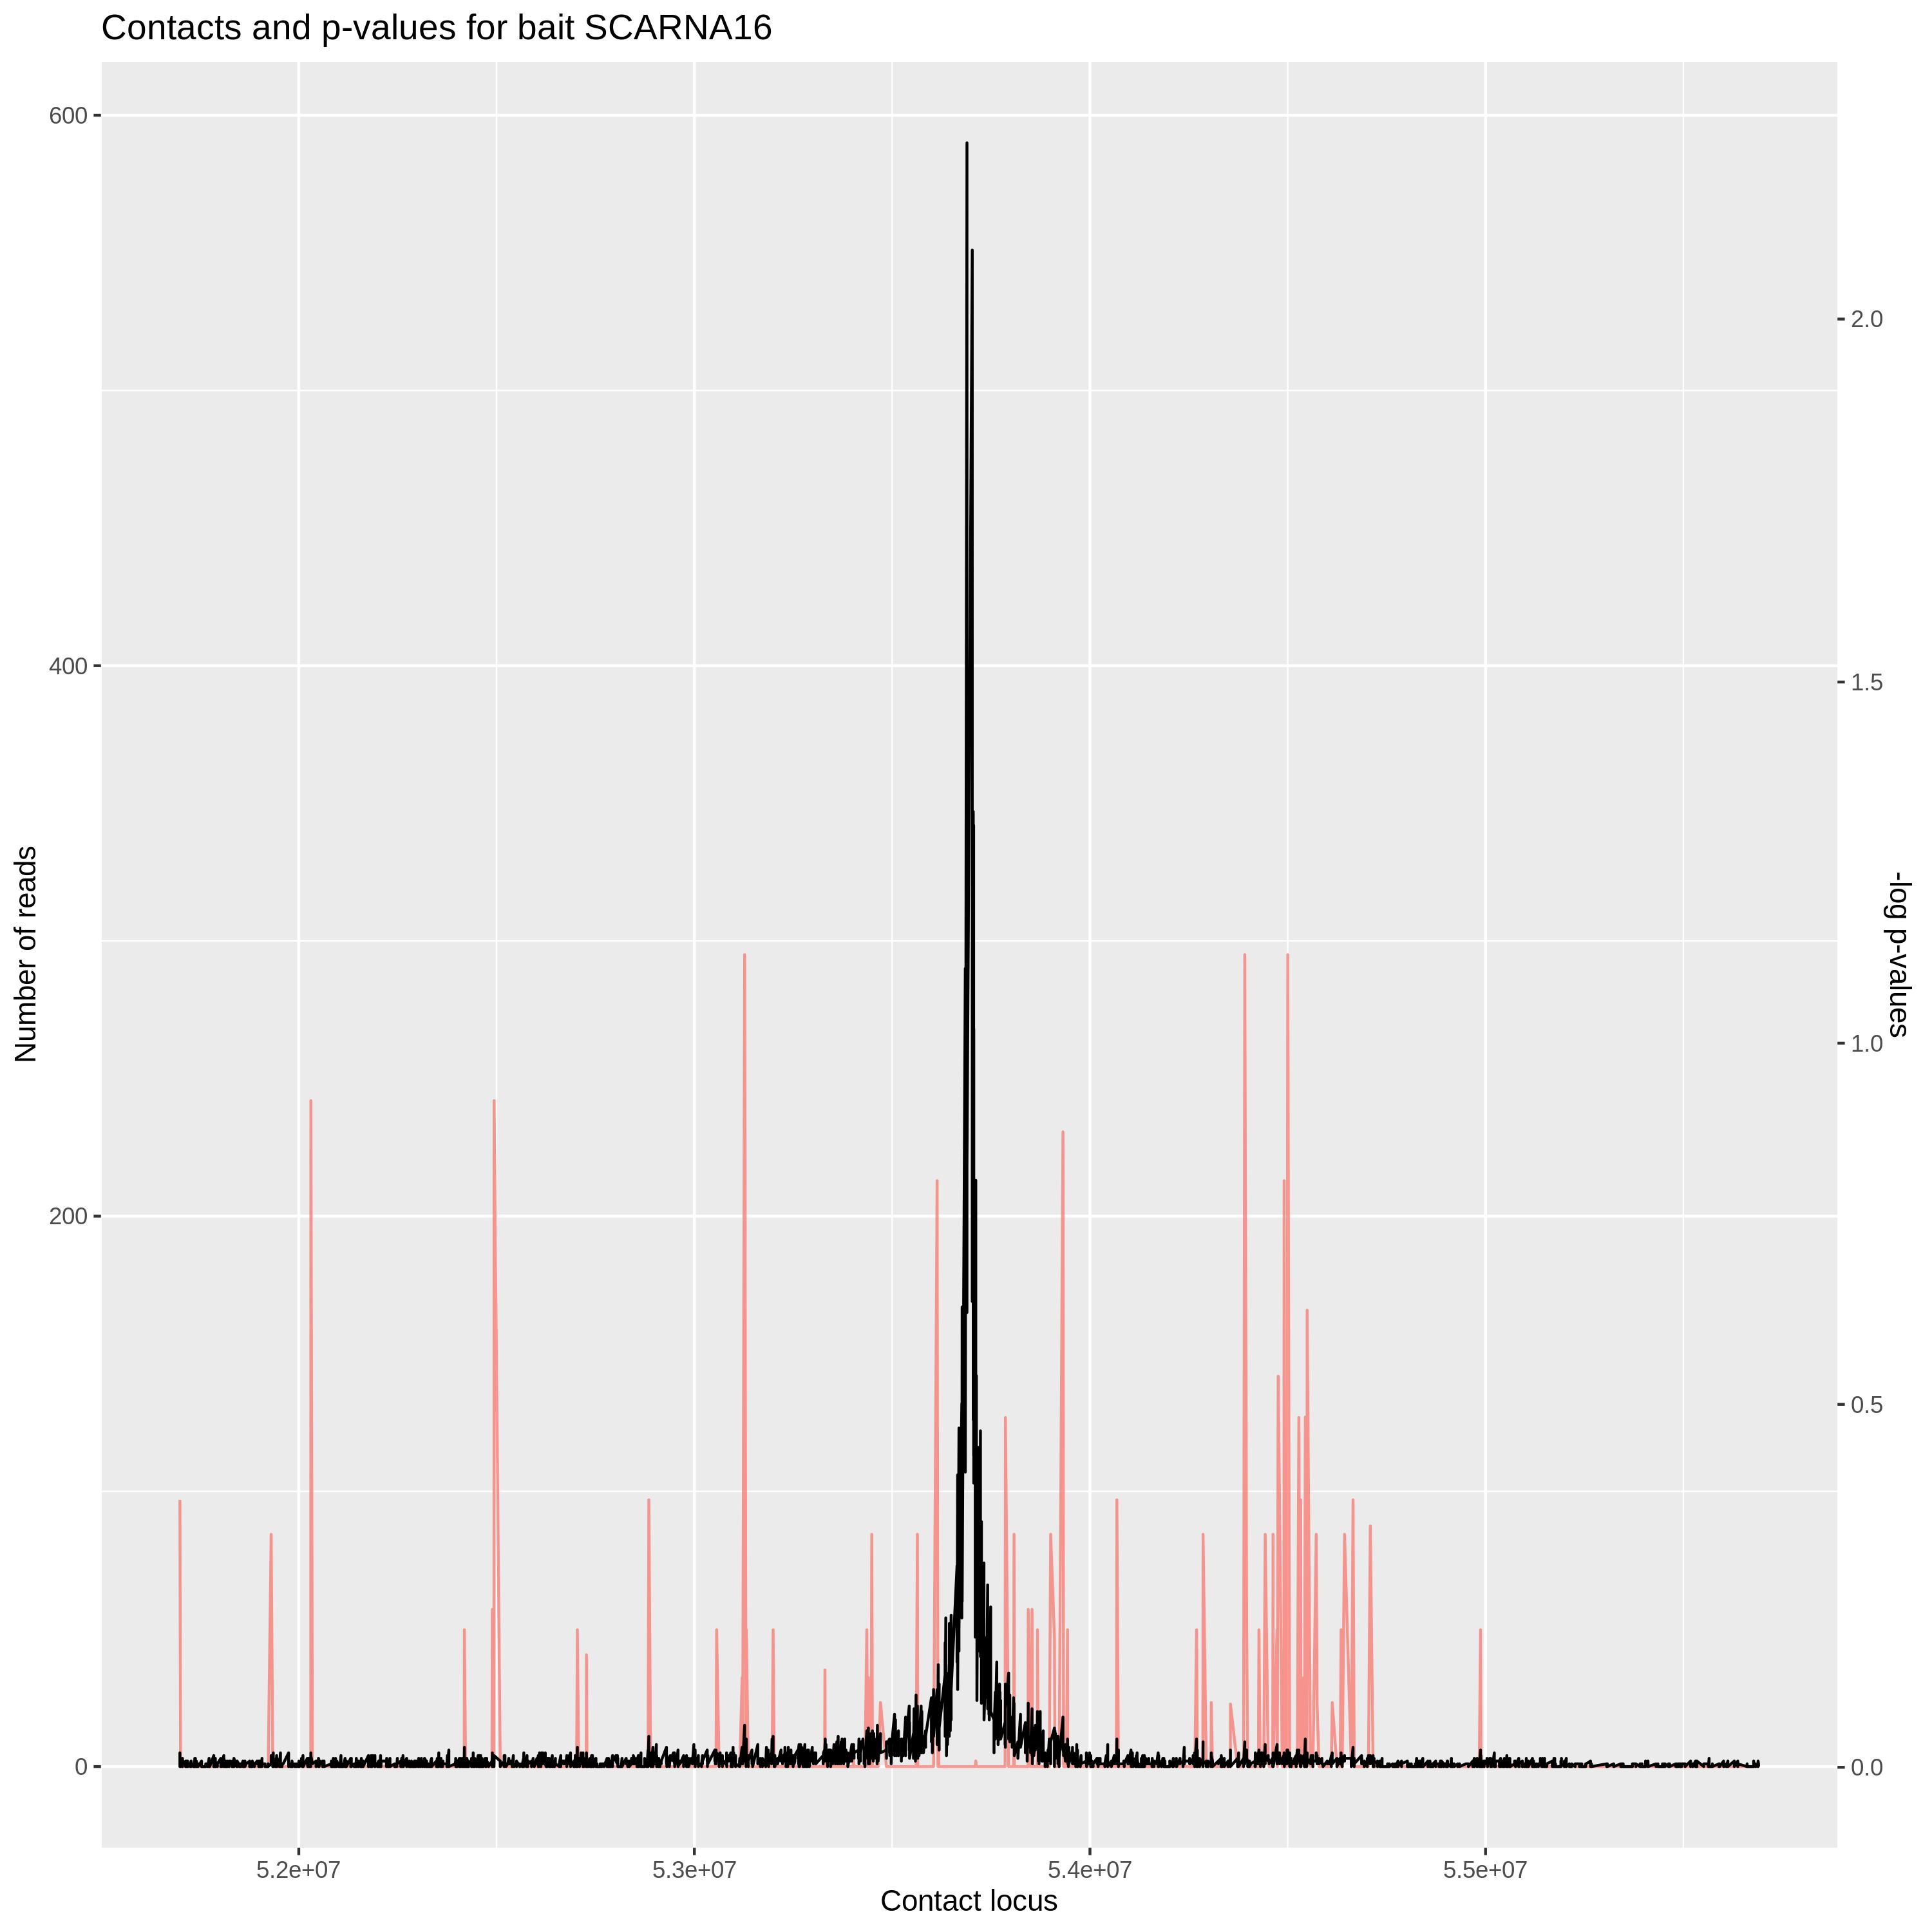 Contacts and p-values for bait SCARNA16
Number of reads
600
400
200
0
2.0
1.5
1.0
0.5
0.0
-log p-values
5.2e+07 5.3e+07 5.4e+07 5.5e+07
Contact locus